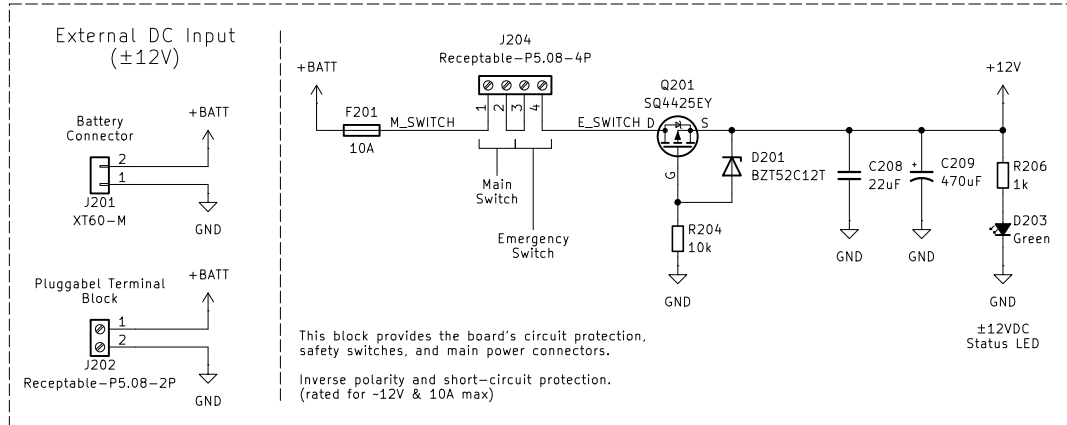 External DC Input
(±12V)
Battery
Connector
+BATT
2
1
J201
XT60-M
GND
Pluggabel Terminal
Block
+BATT
1
2
J202
Receptable-P5.08-2P
GND
+BATT
F201
10A
M_SWITCH
J204
Receptable-P5.08-4P
1
2
3
4
Main
Switch
Emergency
Switch
E_SWITCH
Q201
SQ4425EY
D
S
G
R204
10k
GND
D201
BZT52C12T
C208
22uF
GND
+
C209
470uF
GND
+12V
R206
1k
D203
Green
GND
±12VDC
Status LED
This block provides the board's circuit protection,
safety switches, and main power connectors.
Inverse polarity and short-circuit protection.
(rated for ~12V & 10A max)